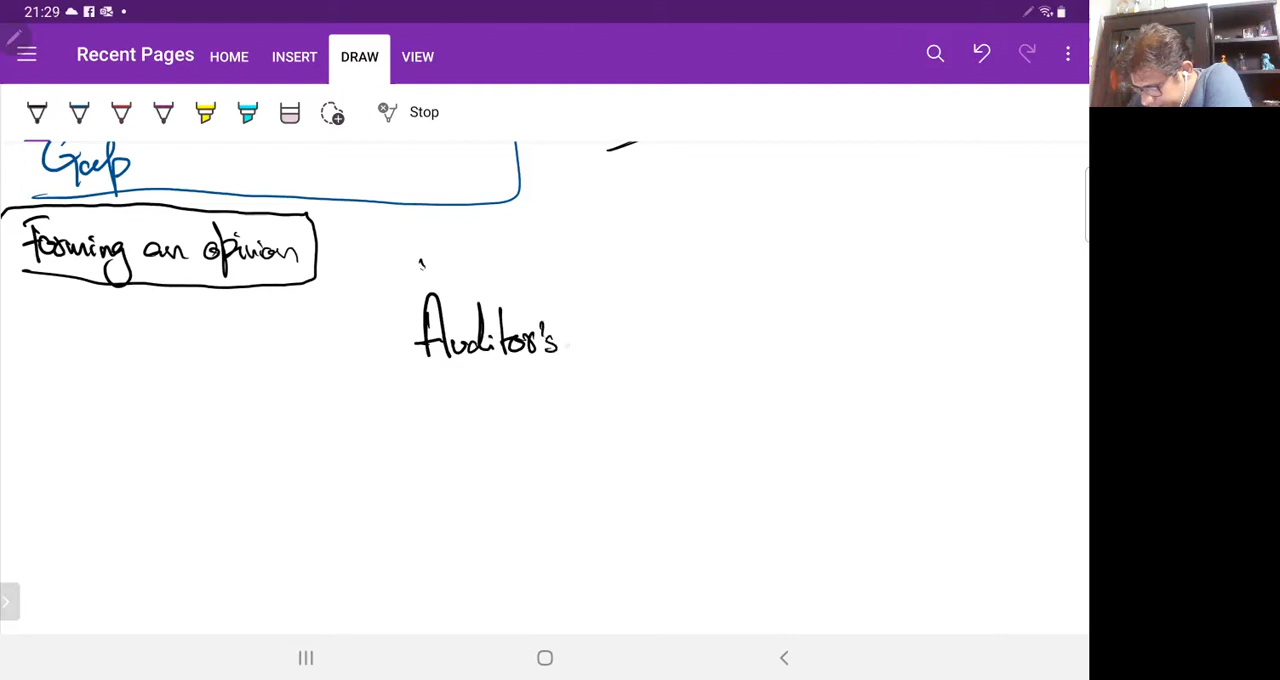 21:29
Recent Pages HOME INSERT DRAW VIEW
Stop
Gap
Forming an opinion
Auditor's